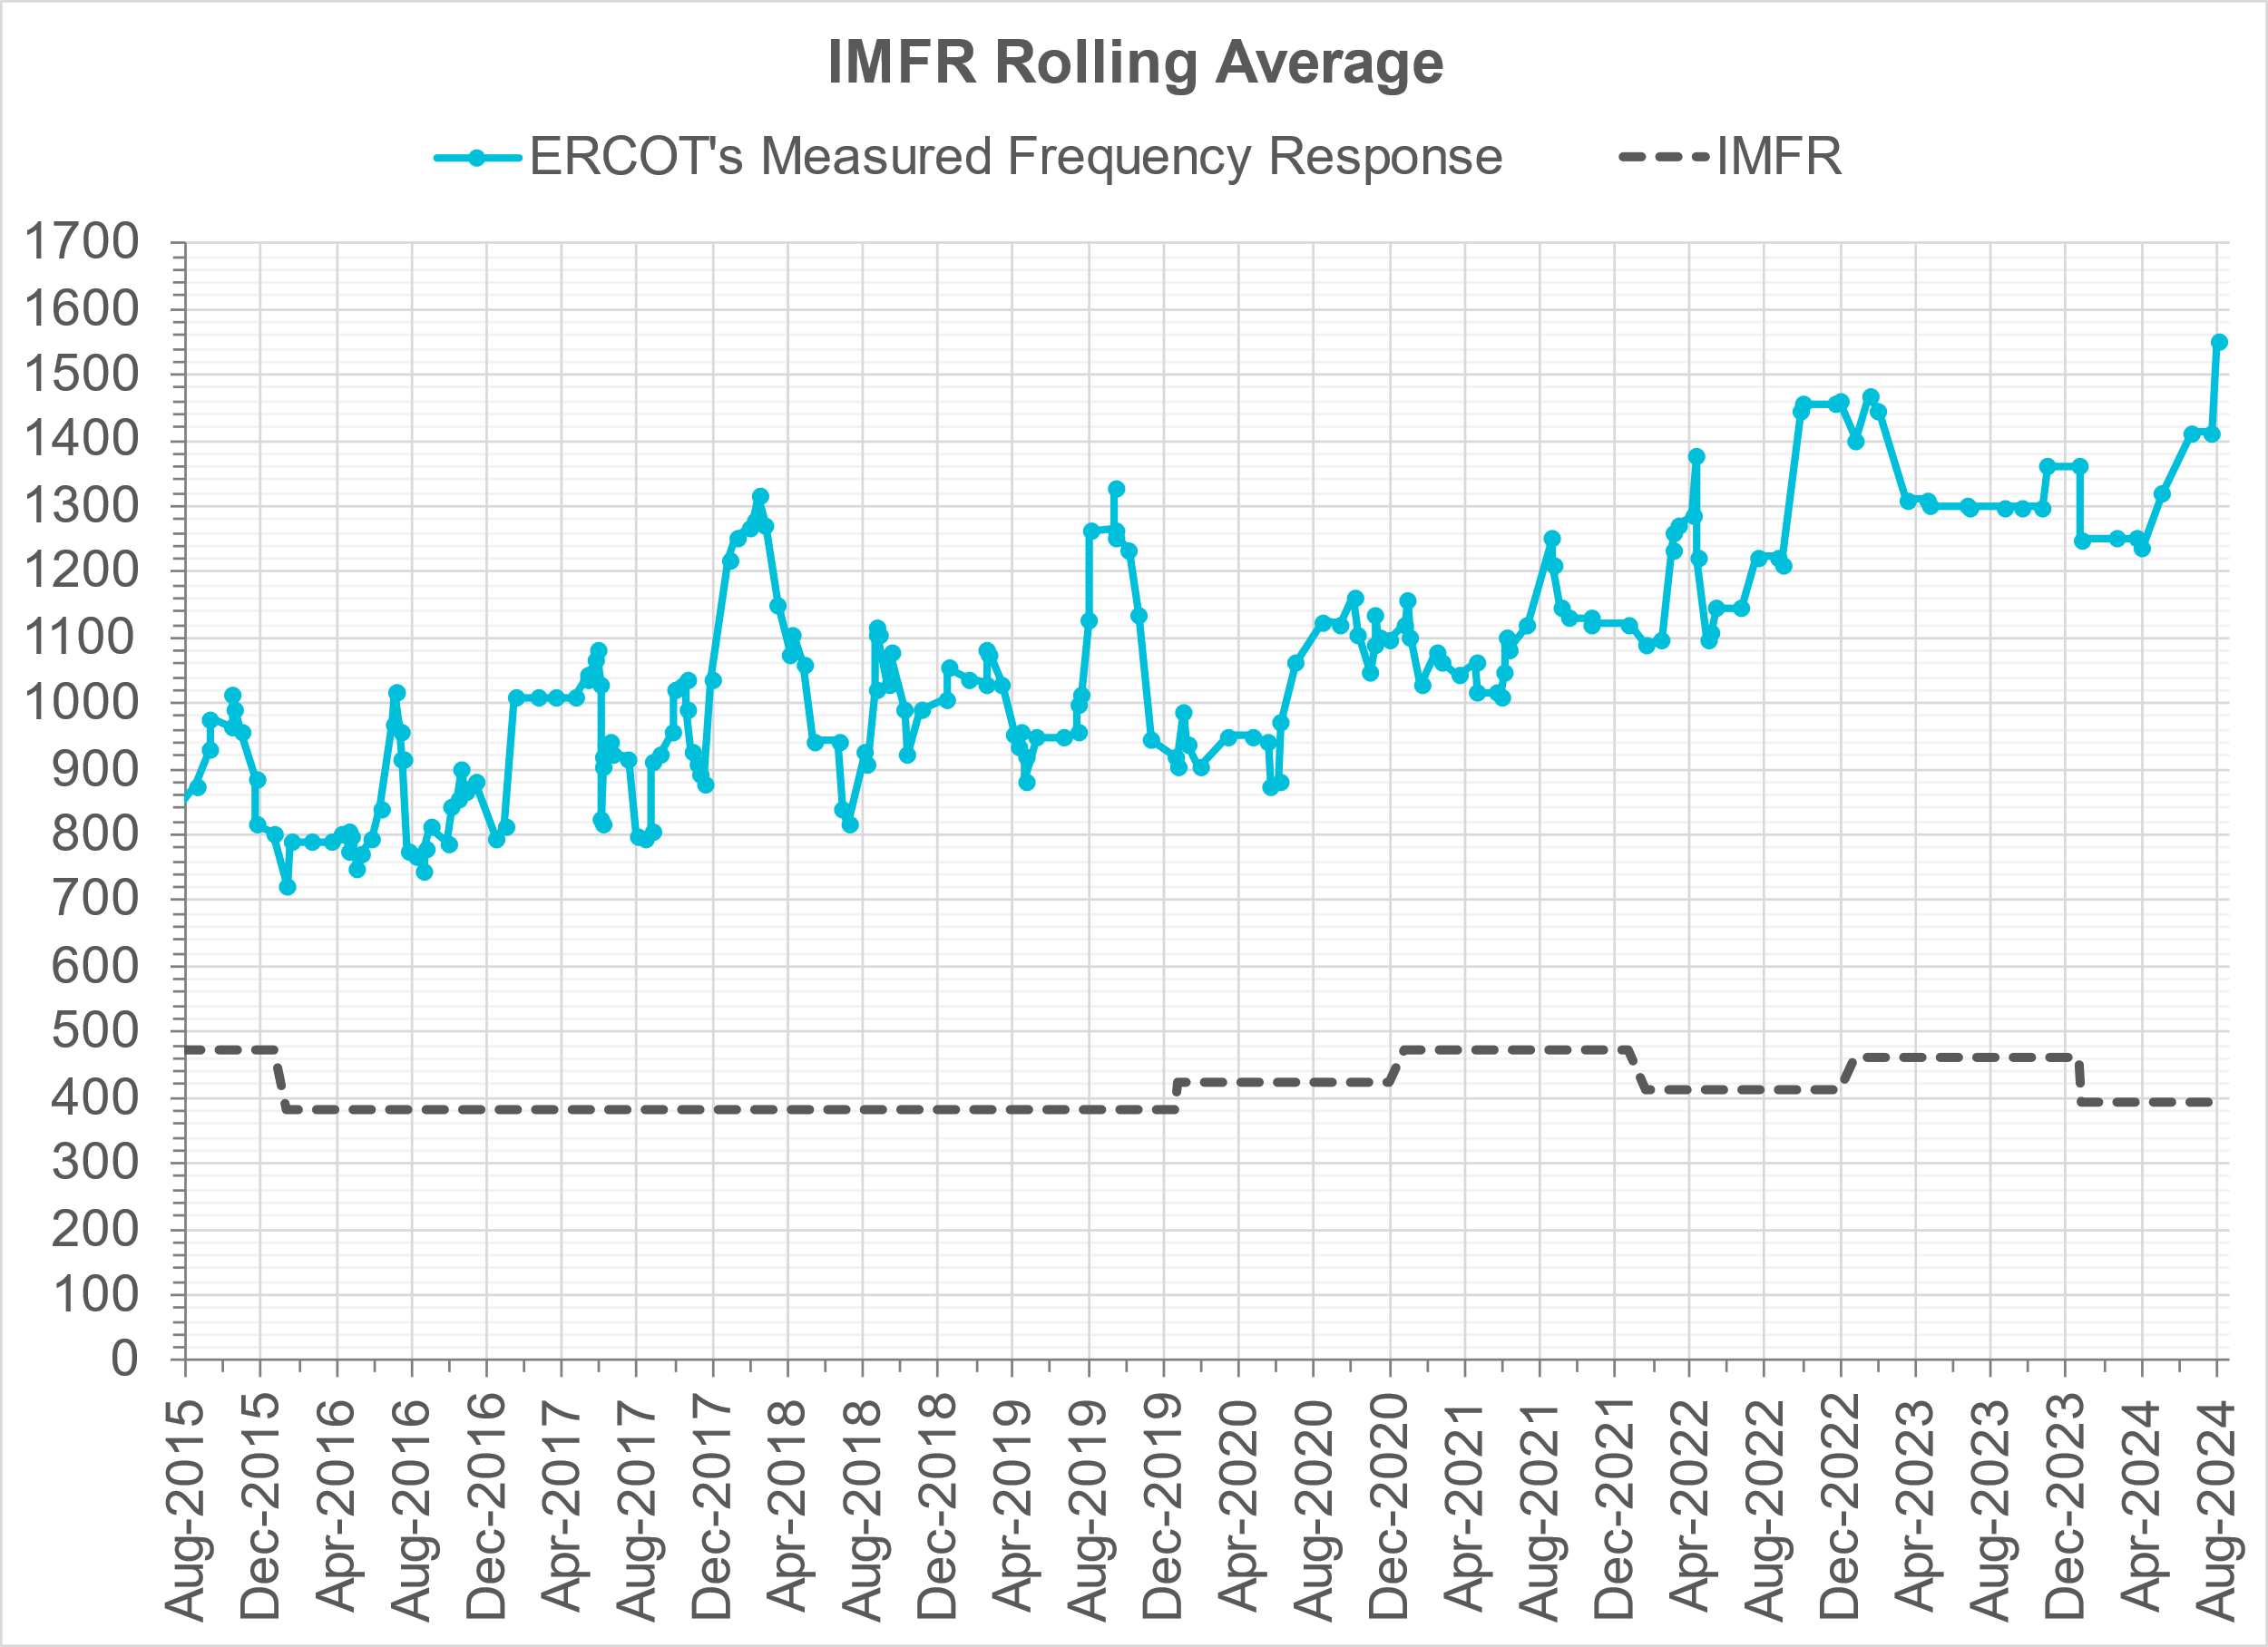 IMFR Rolling Average
ERCOT's Measured Frequency Response IMFR
1700
1600
1500
1400
1300
1200
1100
1000
900
800
700
600
500
400
300
200
100
0
Aug-2015
Dec-2015
Apr-2016
Aug-2016
Dec-2016
Apr-2017
Aug-2017
Dec-2017
Apr-2018
Aug-2018
Dec-2018
Apr-2019
Aug-2019
Dec-2019
Apr-2020
Aug-2020
Dec-2020
Apr-2021
Aug-2021
Dec-2021
Apr-2022
Aug-2022
Dec-2022
Apr-2023
Aug-2023
Dec-2023
Apr-2024
Aug-2024